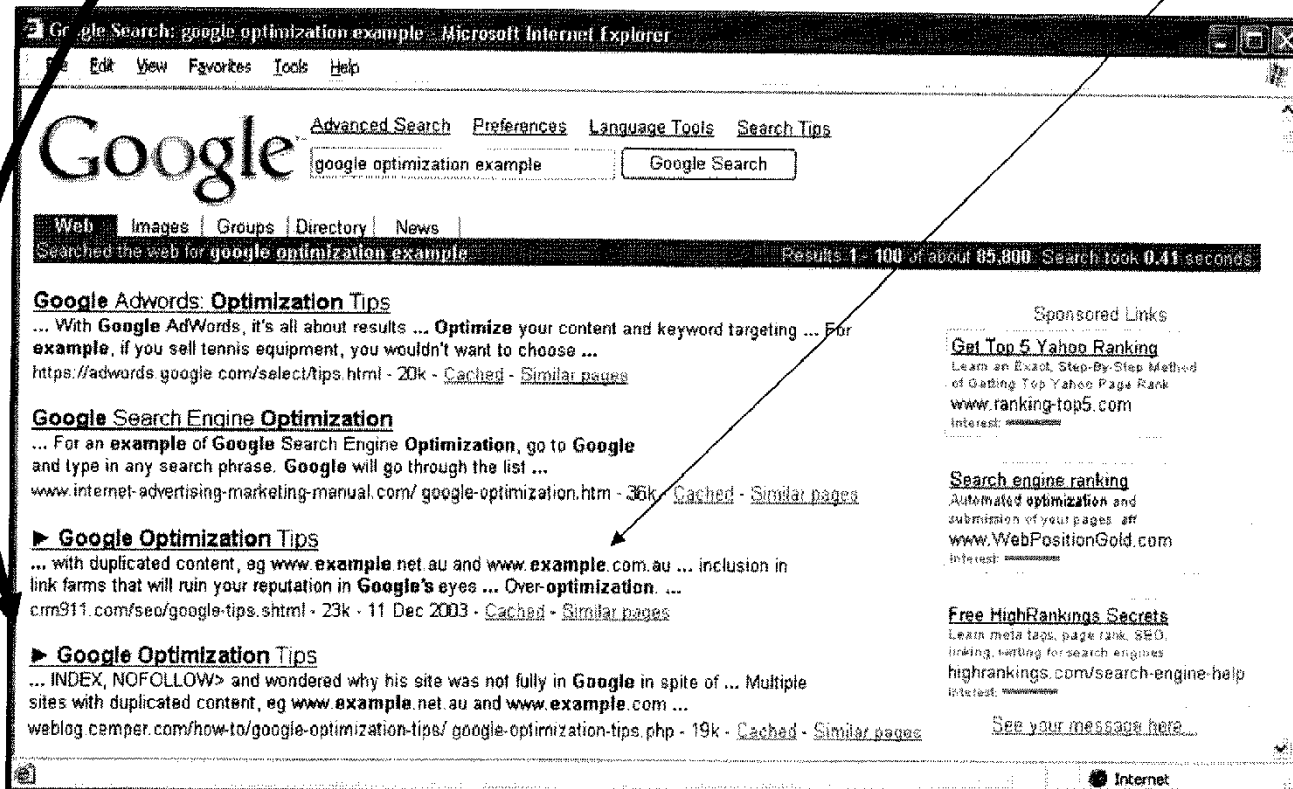 Google Search: google optimization example Microsoft Internet Explorer
Edit View Favorites Tools Help
Google
Advanced Search Preferences Language Tools Search Tips
google optimization example Google Search
Web Images Groups Directory News
Searched the web for google optimization example. Results 1 - 100 of about 85,800. Search took 0.41 seconds.
Google Adwords: Optimization Tips
... With Google AdWords, it's all about results ... Optimize your content and keyword targeting ... For
example, if you sell tennis equipment, you wouldn't want to choose ...
https://adwords.google.com/select/tips.html - 20k - Cached - Similar pages
Google Search Engine Optimization
... For an example of Google Search Engine Optimization, go to Google
and type in any search phrase. Google will go through the list ...
www.internet-advertising-marketing-manual.com/ google-optimization.htm - 36k - Cached - Similar pages
► Google Optimization Tips
... with duplicated content, eg www.example.net.au and www.example.com.au ... inclusion in
link farms that will ruin your reputation in Google's eyes ... Over-optimization. ...
crm911.com/seo/google-tips.shtml - 23k - 11 Dec 2003 - Cached - Similar pages
► Google Optimization Tips
... INDEX, NOFOLLOW> and wondered why his site was not fully in Google in spite of ... Multiple
sites with duplicated content, eg www.example.net.au and www.example.com ...
weblog.cemper.com/how-to/google-optimization-tips/ google-optimization-tips.php - 19k - Cached - Similar pages
Sponsored Links
Get Top 5 Yahoo Ranking
Learn an Exact, Step-By-Step Method
of Getting Top Yahoo Page Rank
www.ranking-top5.com
Interest:
Search engine ranking
Automated optimization and
submission of your pages. aff
www.WebPositionGold.com
Interest:
Free HighRankings Secrets
Learn meta tags, page rank, SEO,
linking, writing for search engines
highrankings.com/search-engine-help
Interest:
See your message here...
Internet